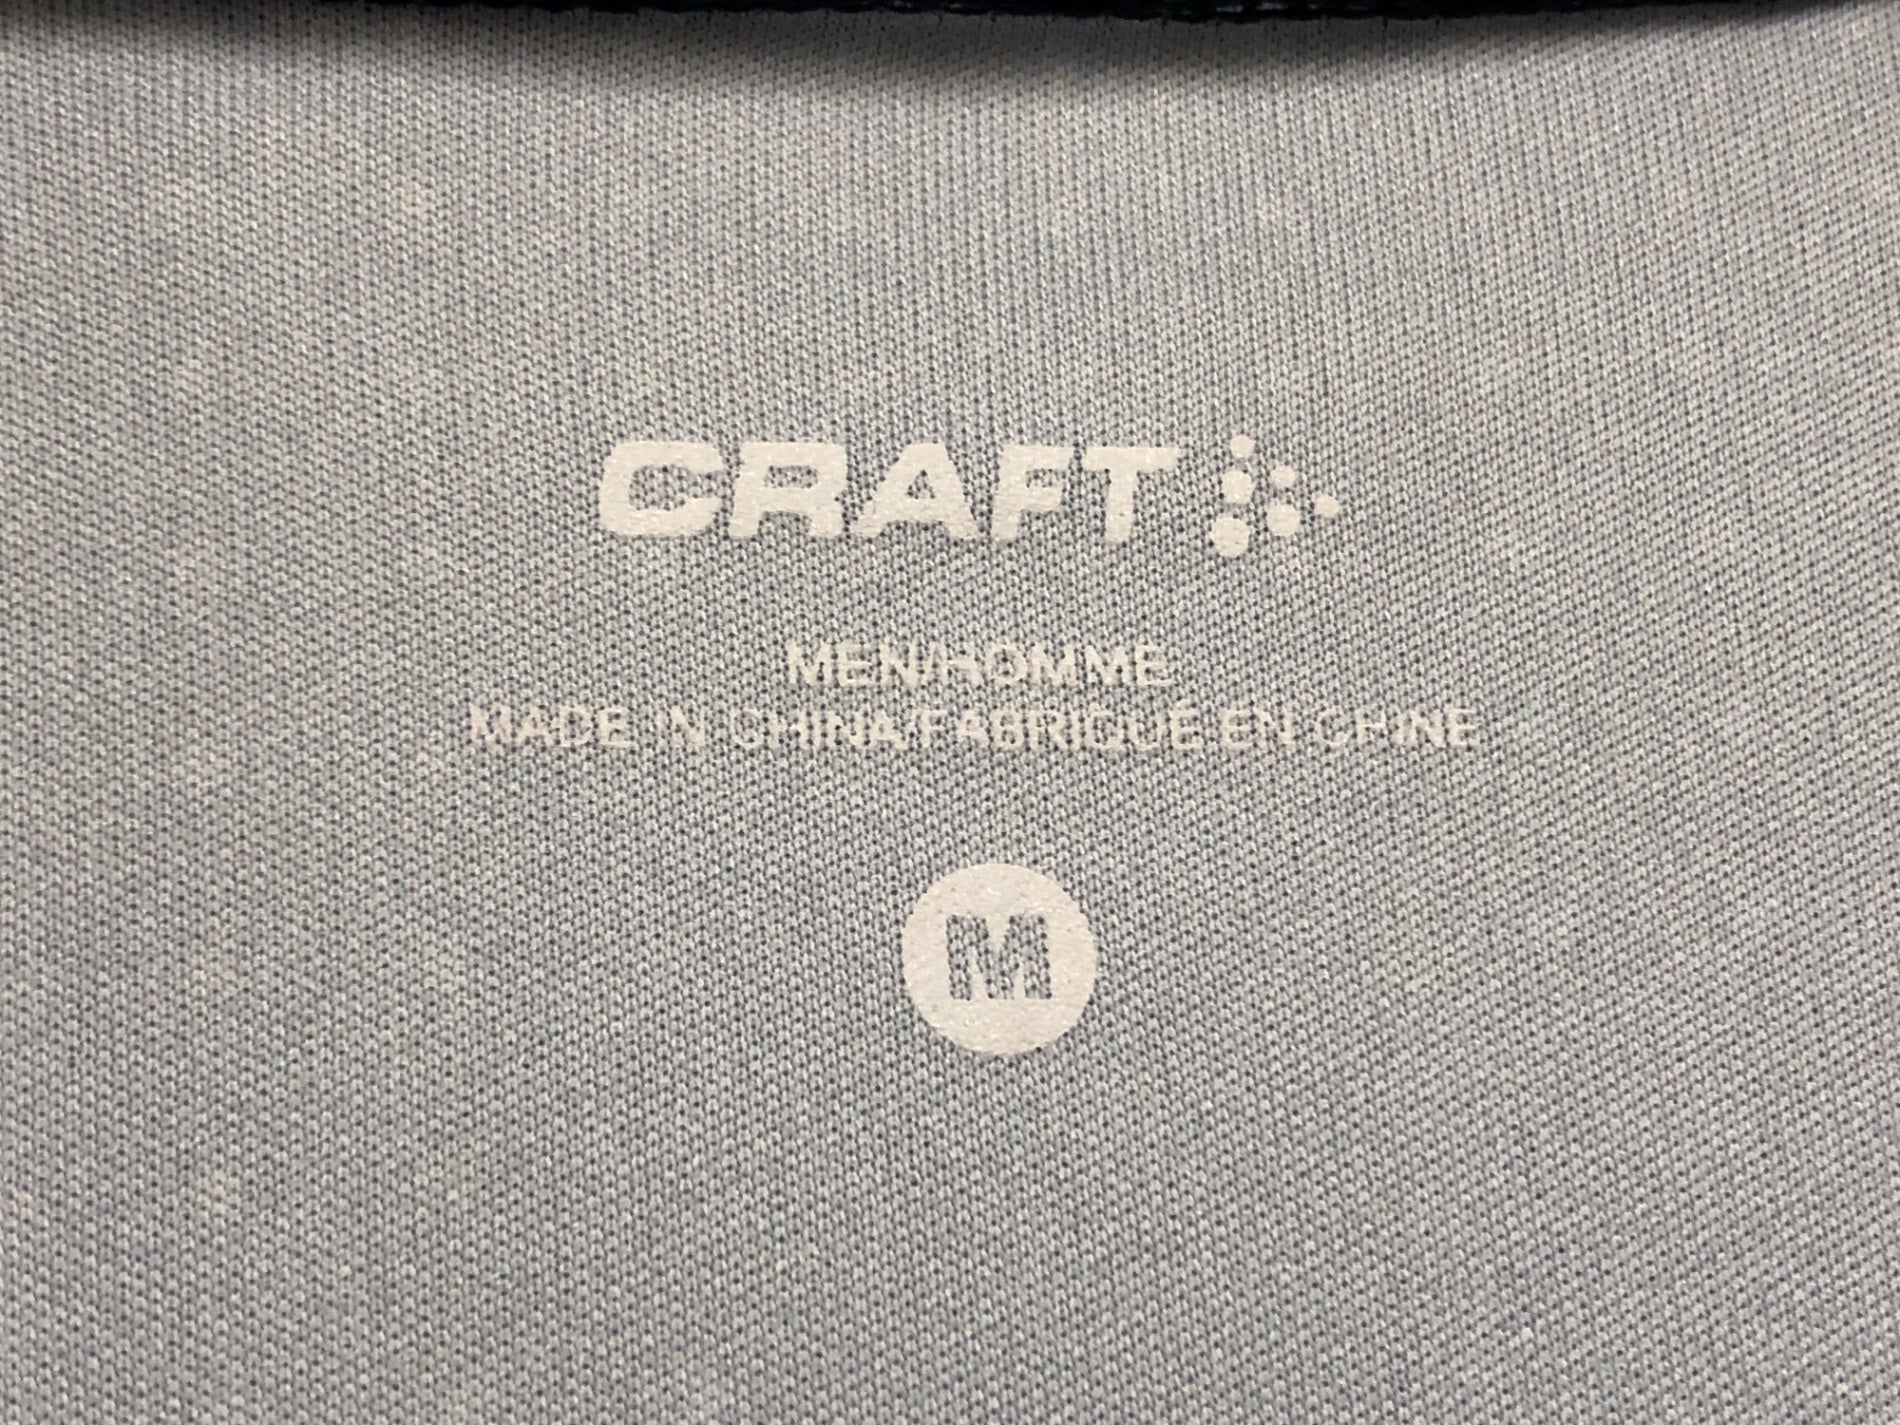 CRAFT
MEN/HOMME
MADE IN CHINA/FABRIQUÉ EN CHINE
M